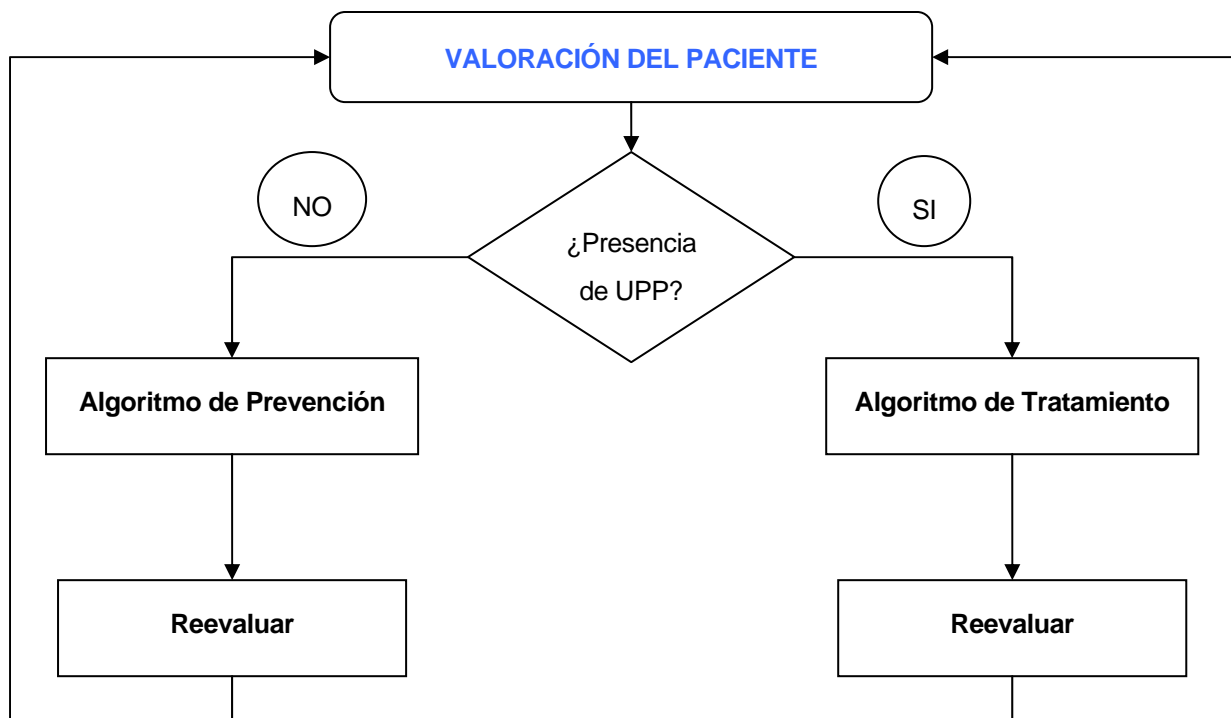 VALORACIÓN DEL PACIENTE
NO
SI
¿Presencia
de UPP?
Algoritmo de Prevención
Algoritmo de Tratamiento
Reevaluar
Reevaluar